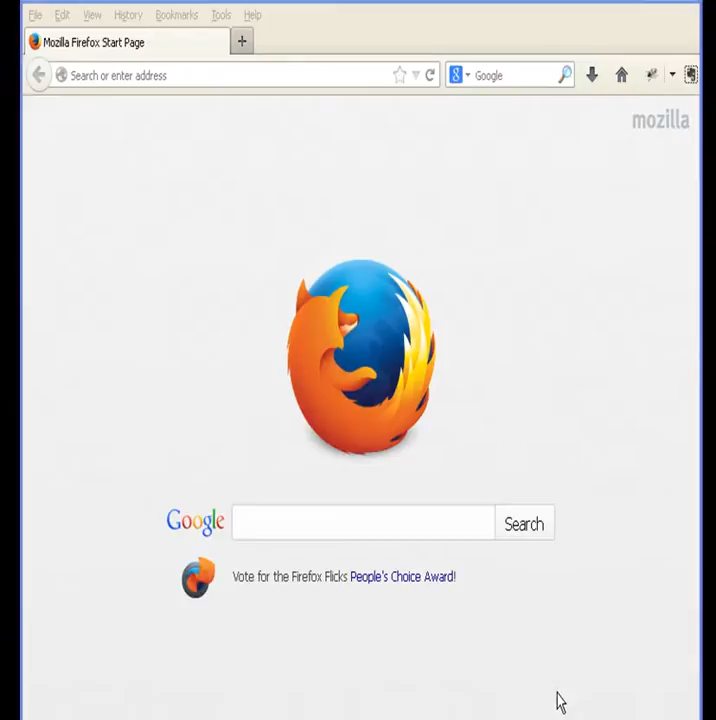 File Edit View History Bookmarks Tools Help
Mozilla Firefox Start Page
Search or enter address
Google
mozilla
Google
Search
Vote for the Firefox Flicks People's Choice Award!